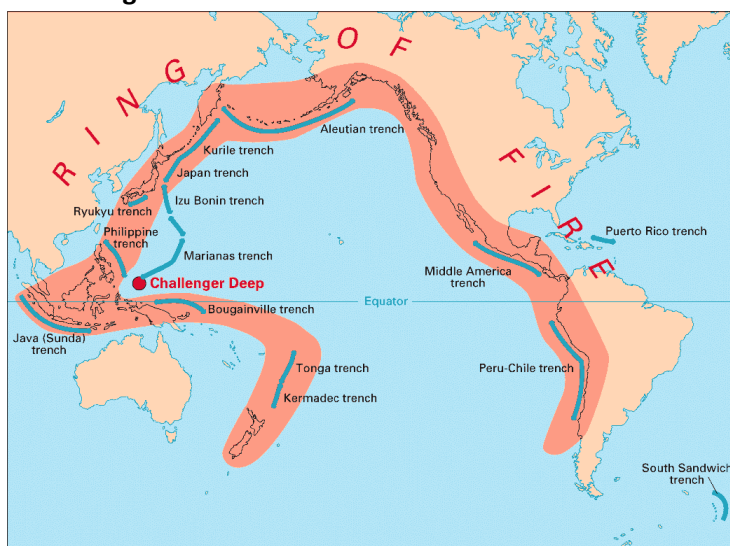 RING OF FIRE
Aleutian trench
Kurile trench
Japan trench
Izu Bonin trench
Ryukyu trench
Philippine
trench
Marianas trench
Challenger Deep
Puerto Rico trench
Middle America
trench
Equator
Bougainville trench
Java (Sunda)
trench
Tonga trench
Kermadec trench
Peru-Chile trench
South Sandwich
trench